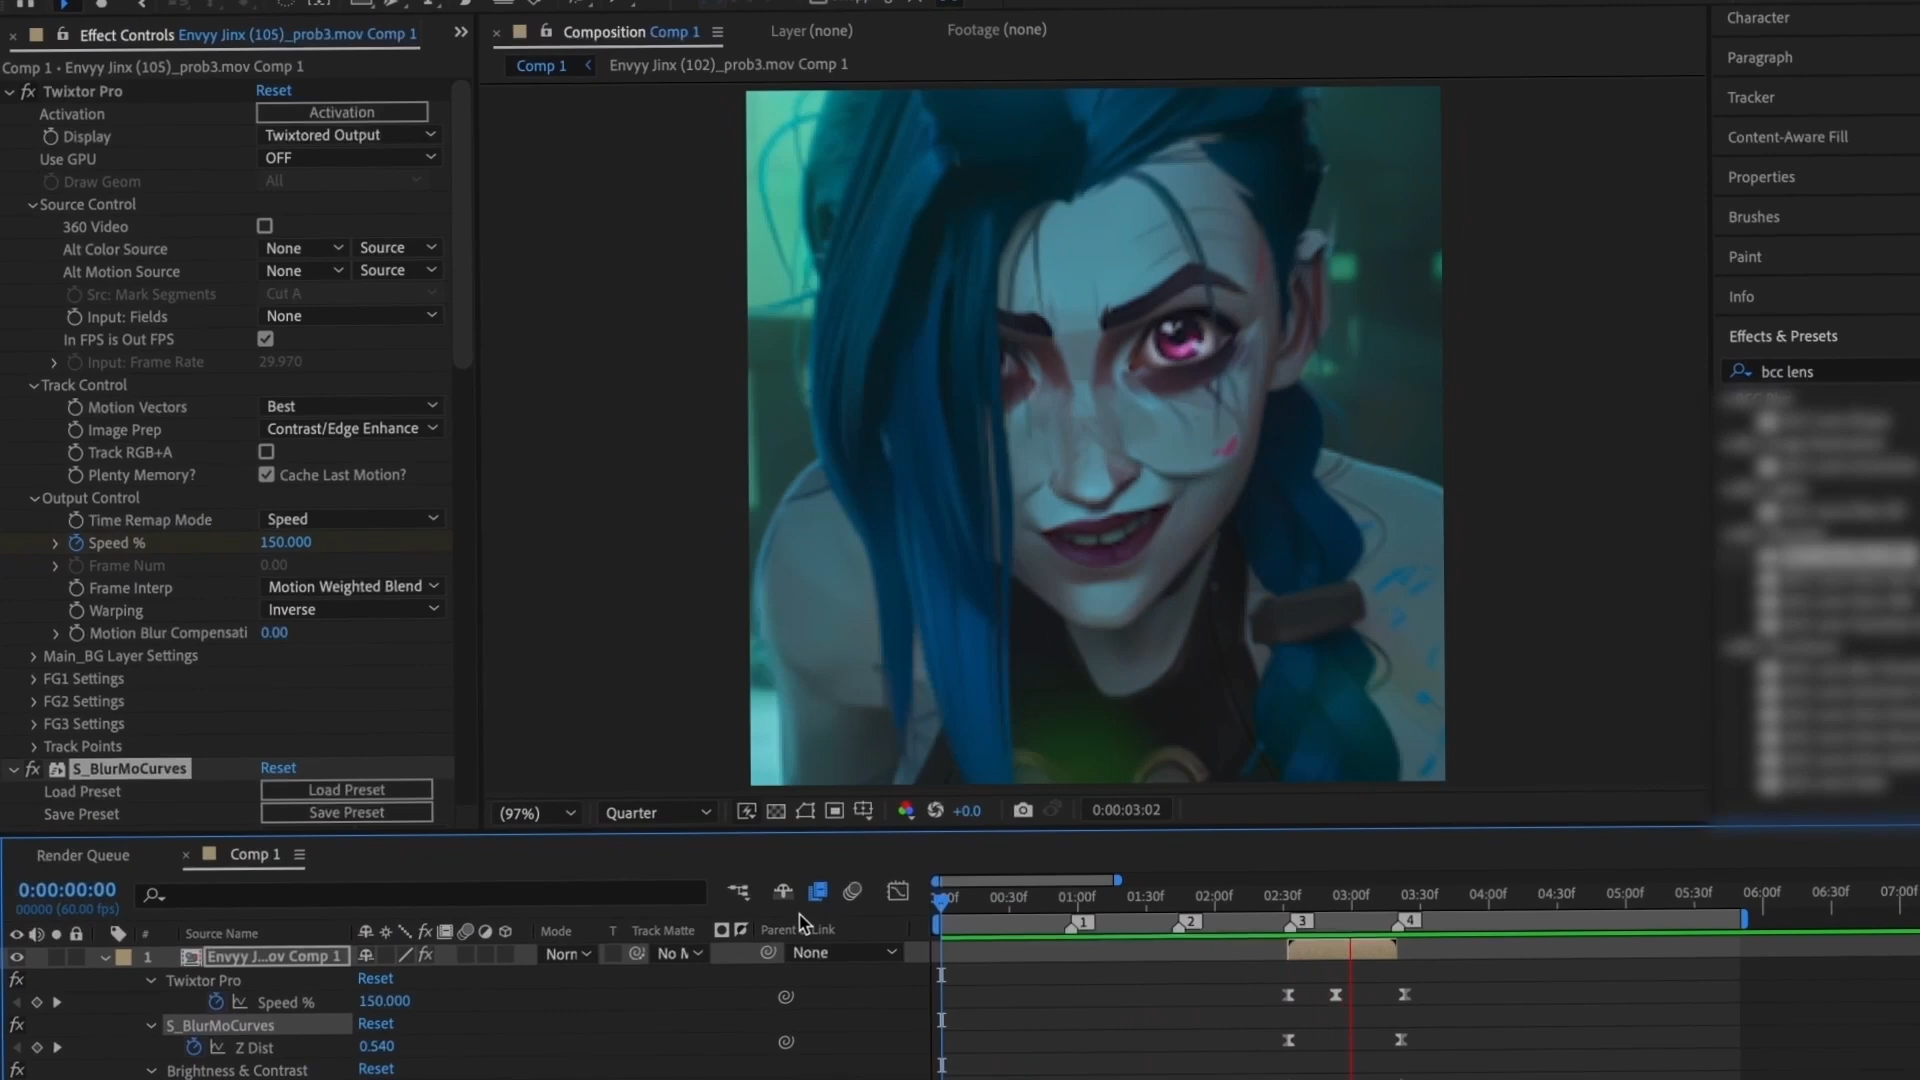 Effect Controls Envyy Jinx (105)_prob3.mov Comp 1
Comp 1 • Envyy Jinx (105)_prob3.mov Comp 1
fx Twixtor Pro Reset
Activation Activation
Display Twixtored Output
Use GPU OFF
Draw Geom All
Source Control
360 Video
Alt Color Source None Source
Alt Motion Source None Source
Src: Mark Segments Cut A
Input: Fields None
In FPS is Out FPS
Input: Frame Rate 29.970
Track Control
Motion Vectors Best
Image Prep Contrast/Edge Enhance
Track RGB+A
Plenty Memory? Cache Last Motion?
Output Control
Time Remap Mode Speed
Speed % 150.000
Frame Num 0.00
Frame Interp Motion Weighted Blend
Warping Inverse
Motion Blur Compensati 0.00
Main_BG Layer Settings
FG1 Settings
FG2 Settings
FG3 Settings
Track Points
fx S_BlurMoCurves Reset
Load Preset Load Preset
Save Preset Save Preset
Composition Comp 1 Layer (none) Footage (none)
Comp 1 Envyy Jinx (102)_prob3.mov Comp 1
(97%) Quarter +0.0 0:00:03:02
Character
Paragraph
Tracker
Content-Aware Fill
Properties
Brushes
Paint
Info
Effects & Presets
bcc lens
Render Queue Comp 1
0:00:00:00
00000 (60.00 fps)
00:30f 01:00f 01:30f 02:00f 02:30f 03:00f 03:30f 04:00f 04:30f 05:00f 05:30f 06:00f 06:30f 07:00f
1 2 3 4
# Source Name fx Mode T Track Matte Parent Link
1 Envyy J...ov Comp 1 fx Norn No M None
fx Twixtor Pro Reset
Speed % 150.000
fx S_BlurMoCurves Reset
Z Dist 0.540
fx Brightness & Contrast Reset